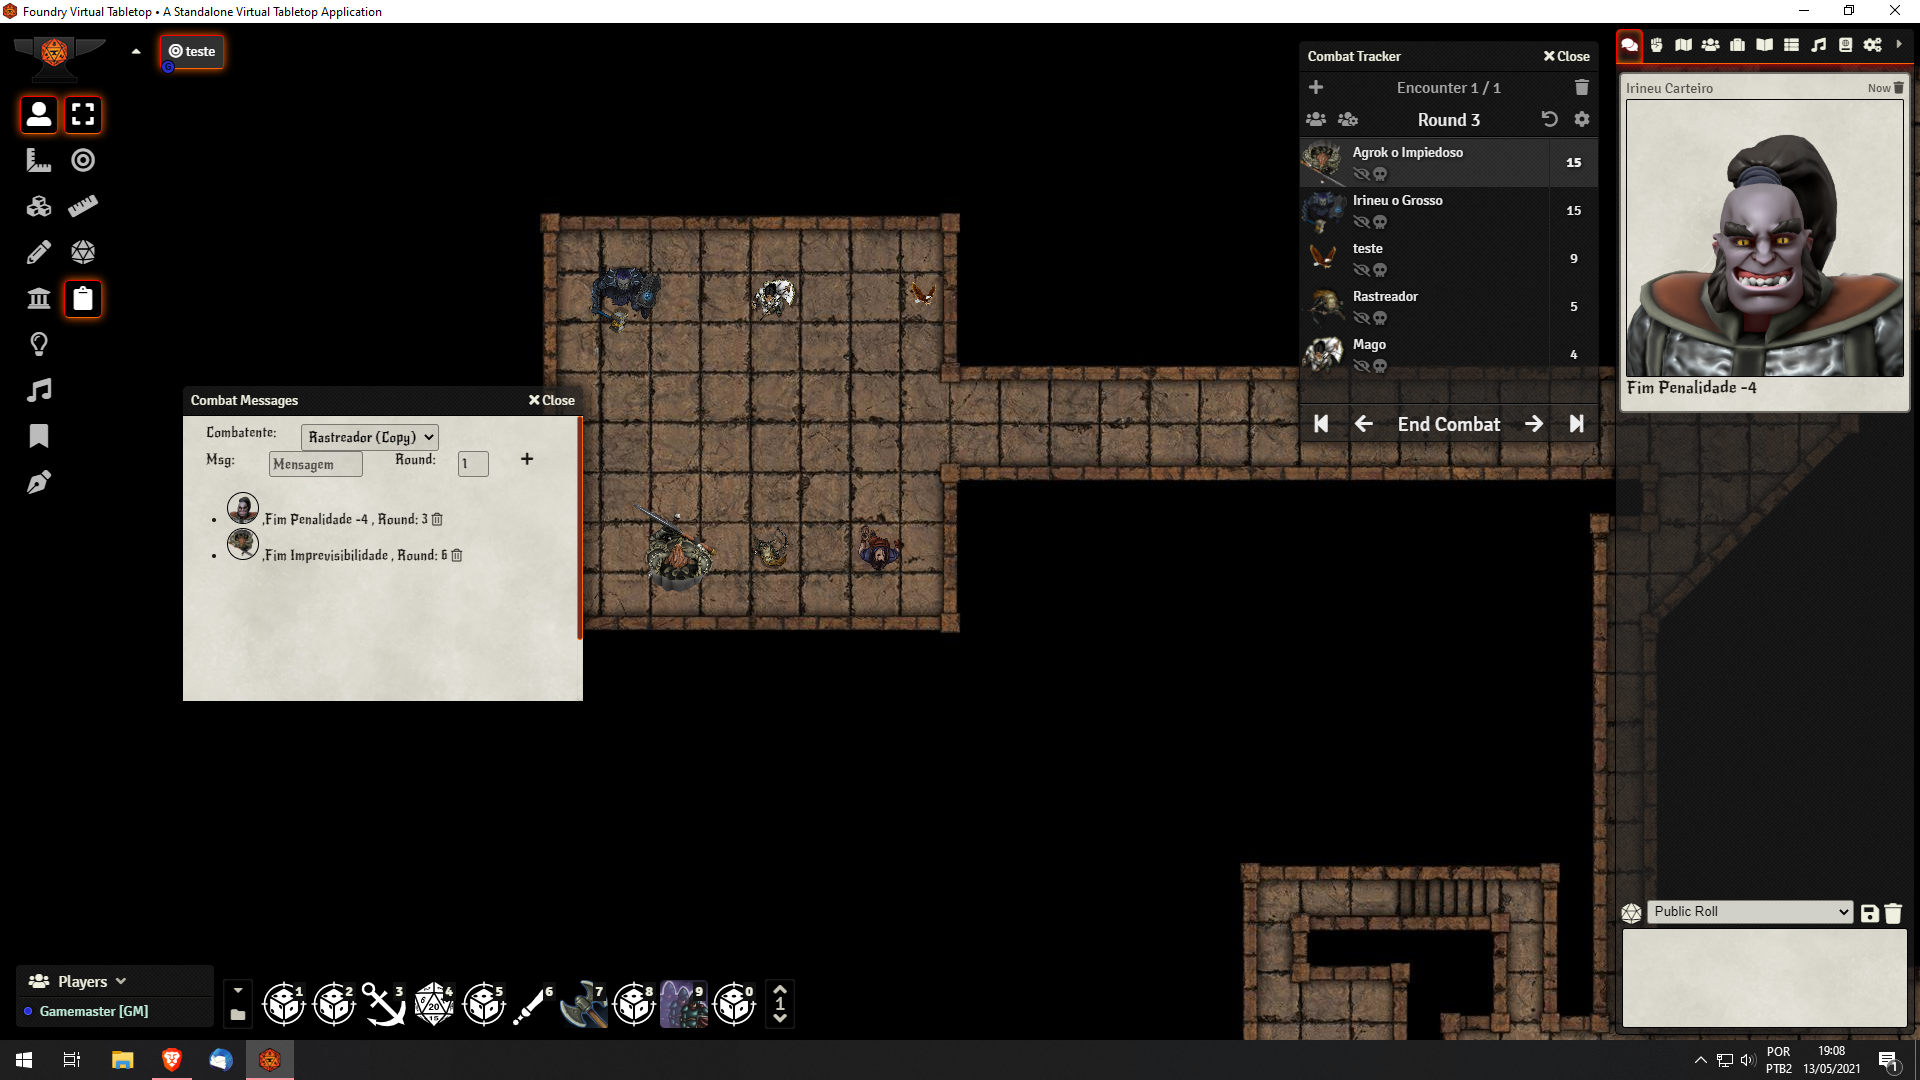 Foundry Virtual Tabletop • A Standalone Virtual Tabletop Application
teste
G
Combat Tracker
Close
Encounter 1 / 1
Round 3
Agrok o Impiedoso
15
Irineu o Grosso
15
teste
9
Rastreador
5
Mago
4
End Combat
Irineu Carteiro
Now
Fim Penalidade -4
Combat Messages
Close
Combatente:
Rastreador (Copy)
Msg:
Mensagem
Round:
1
,Fim Penalidade -4 , Round: 3
,Fim Imprevisibilidade , Round: 6
Public Roll
Players
Gamemaster [GM]
1
2
3
4
5
6
7
8
9
0
1
POR
PTB2
19:08
13/05/2021
1